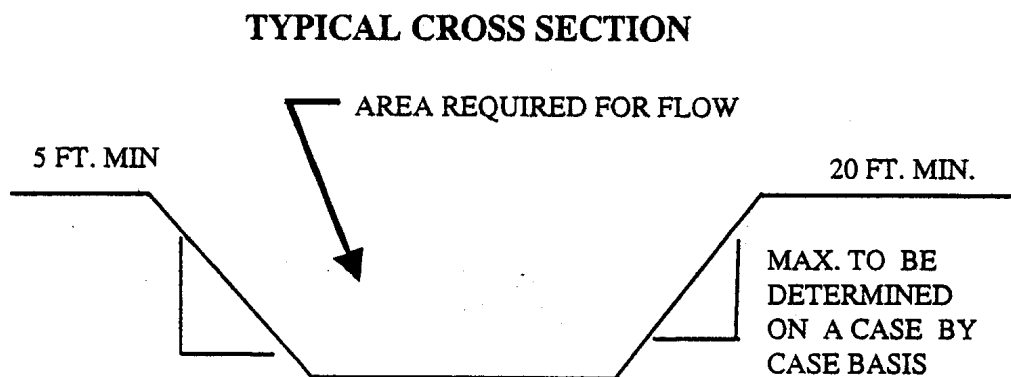 TYPICAL CROSS SECTION
AREA REQUIRED FOR FLOW
5 FT. MIN
20 FT. MIN.
MAX. TO BE
DETERMINED
ON A CASE BY
CASE BASIS